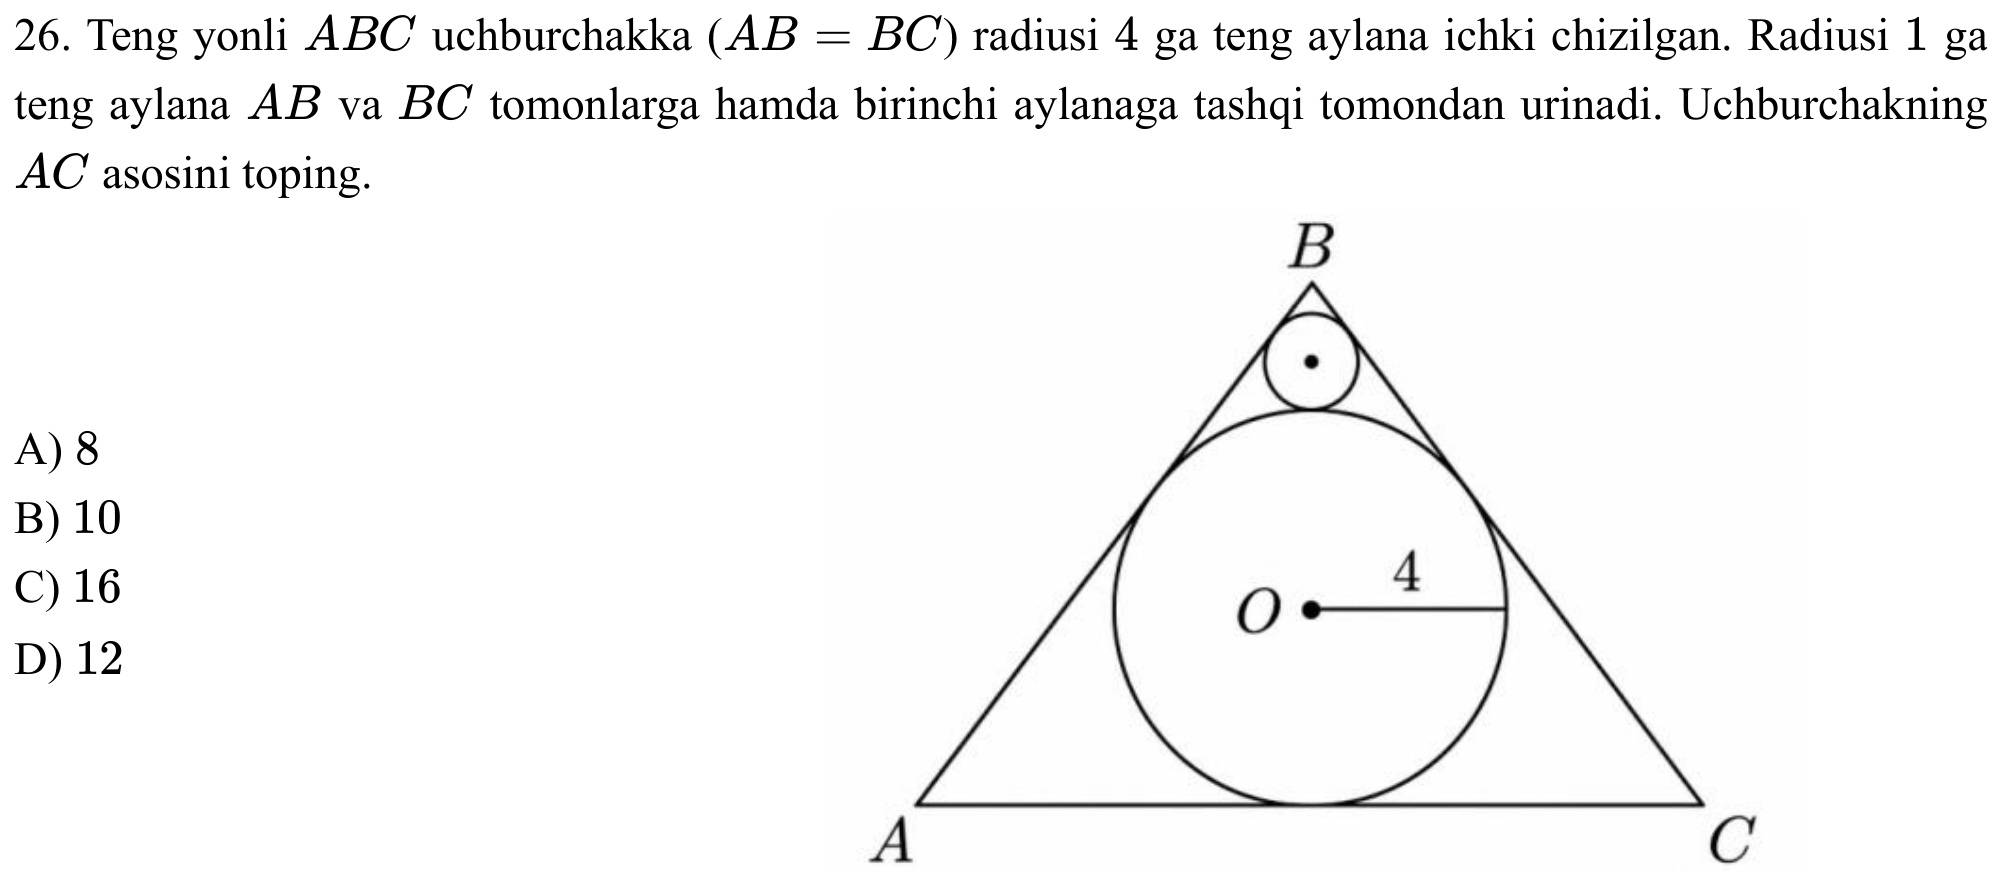 26. Teng yonli ABC uchburchakka (AB = BC) radiusi 4 ga teng aylana ichki chizilgan. Radiusi 1 ga
teng aylana AB va BC tomonlarga hamda birinchi aylanaga tashqi tomondan urinadi. Uchburchakning
AC asosini toping.
B
A) 8
B) 10
4
C) 16
O
D) 12
A
C